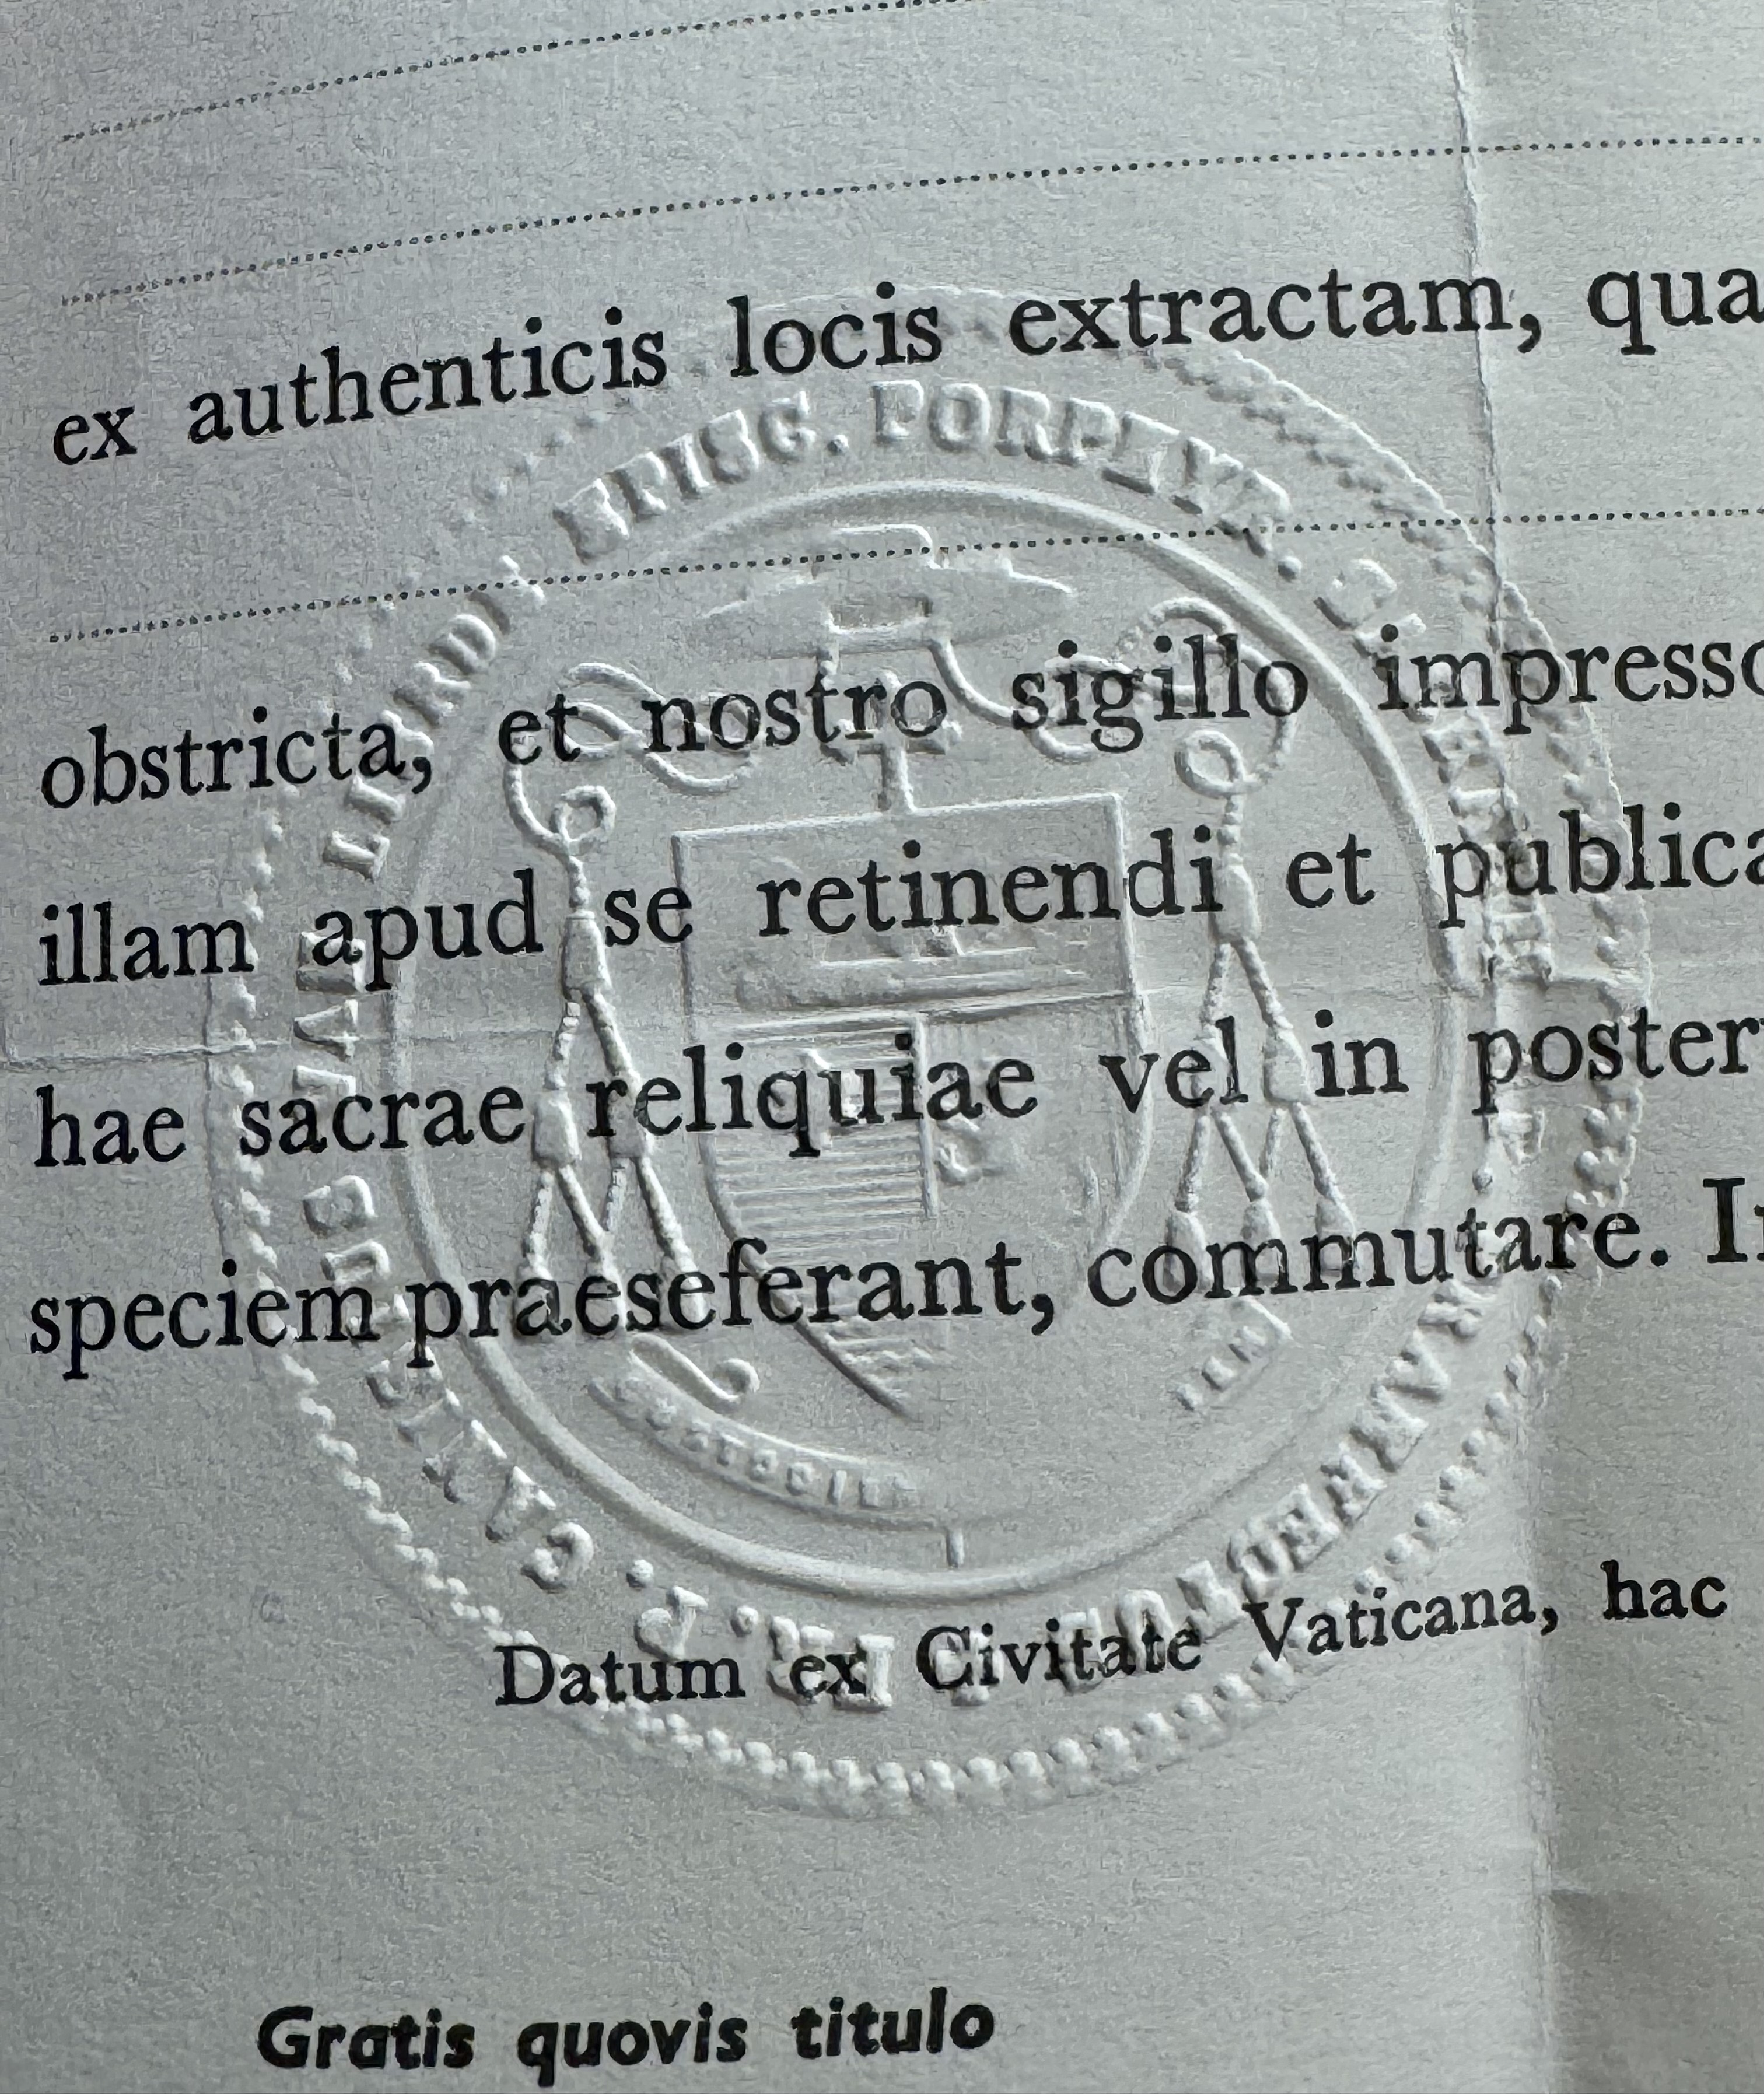 ex authenticis locis extractam, qua
obstricta, et nostro sigillo impresso
illam apud se retinendi et publica
hae sacrae reliquiae vel in poster
speciem praeseferant, commutare. I
Datum ex Civitate Vaticana, hac
Gratis quovis titulo
EPISC. PORPHYR.